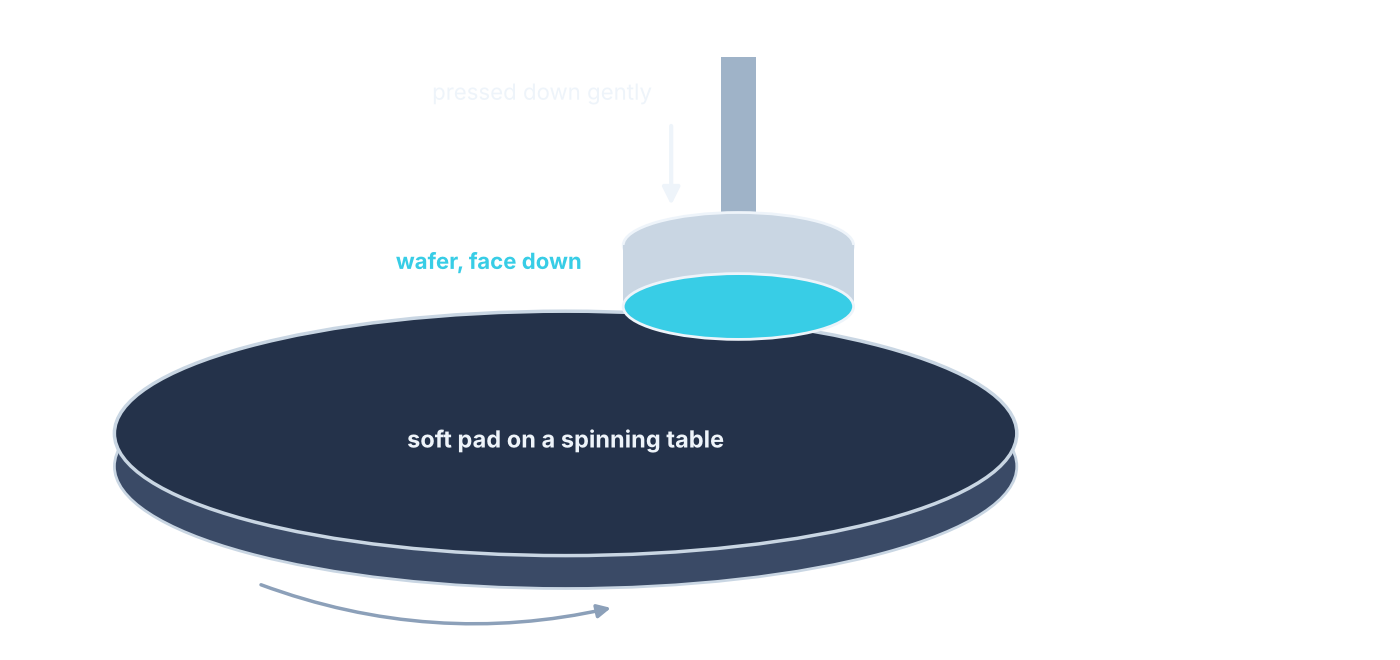 pressed down gently
wafer, face down
soft pad on a spinning table